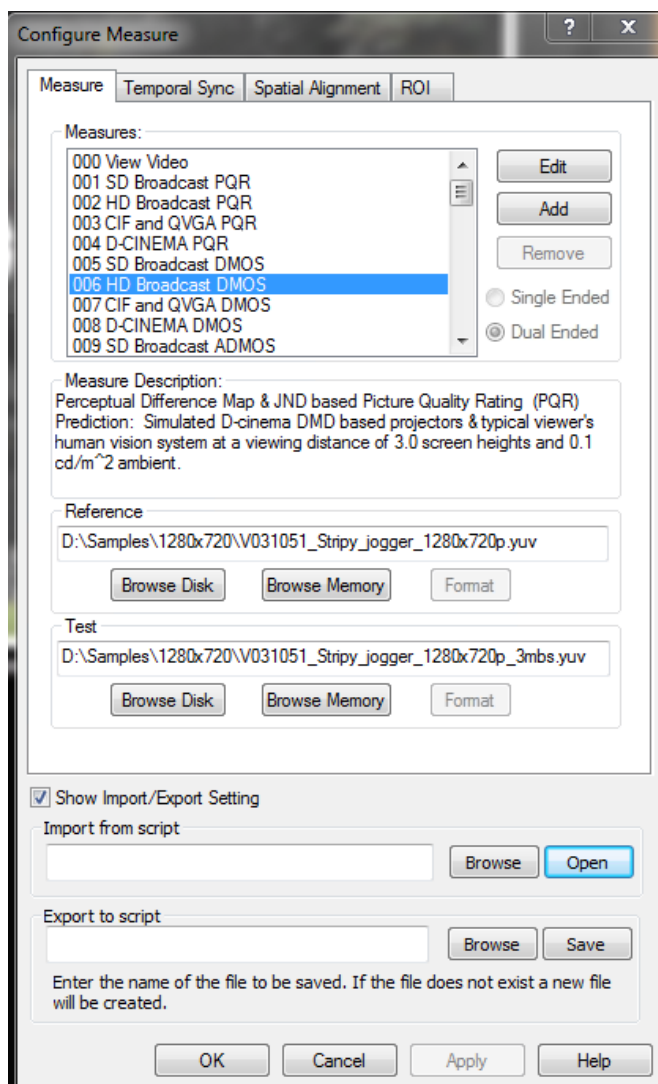 Configure Measure
? X
Measure Temporal Sync Spatial Alignment ROI
Measures:
000 View Video
001 SD Broadcast PQR
002 HD Broadcast PQR
003 CIF and QVGA PQR
004 D-CINEMA PQR
005 SD Broadcast DMOS
006 HD Broadcast DMOS
007 CIF and QVGA DMOS
008 D-CINEMA DMOS
009 SD Broadcast ADMOS
Edit
Add
Remove
Single Ended
Dual Ended
Measure Description:
Perceptual Difference Map & JND based Picture Quality Rating (PQR)
Prediction: Simulated D-cinema DMD based projectors & typical viewer's
human vision system at a viewing distance of 3.0 screen heights and 0.1
cd/m^2 ambient.
Reference
D:\Samples\1280x720\V031051_Stripy_jogger_1280x720p.yuv
Browse Disk Browse Memory Format
Test
D:\Samples\1280x720\V031051_Stripy_jogger_1280x720p_3mbs.yuv
Browse Disk Browse Memory Format
Show Import/Export Setting
Import from script
Browse Open
Export to script
Browse Save
Enter the name of the file to be saved. If the file does not exist a new file
will be created.
OK Cancel Apply Help